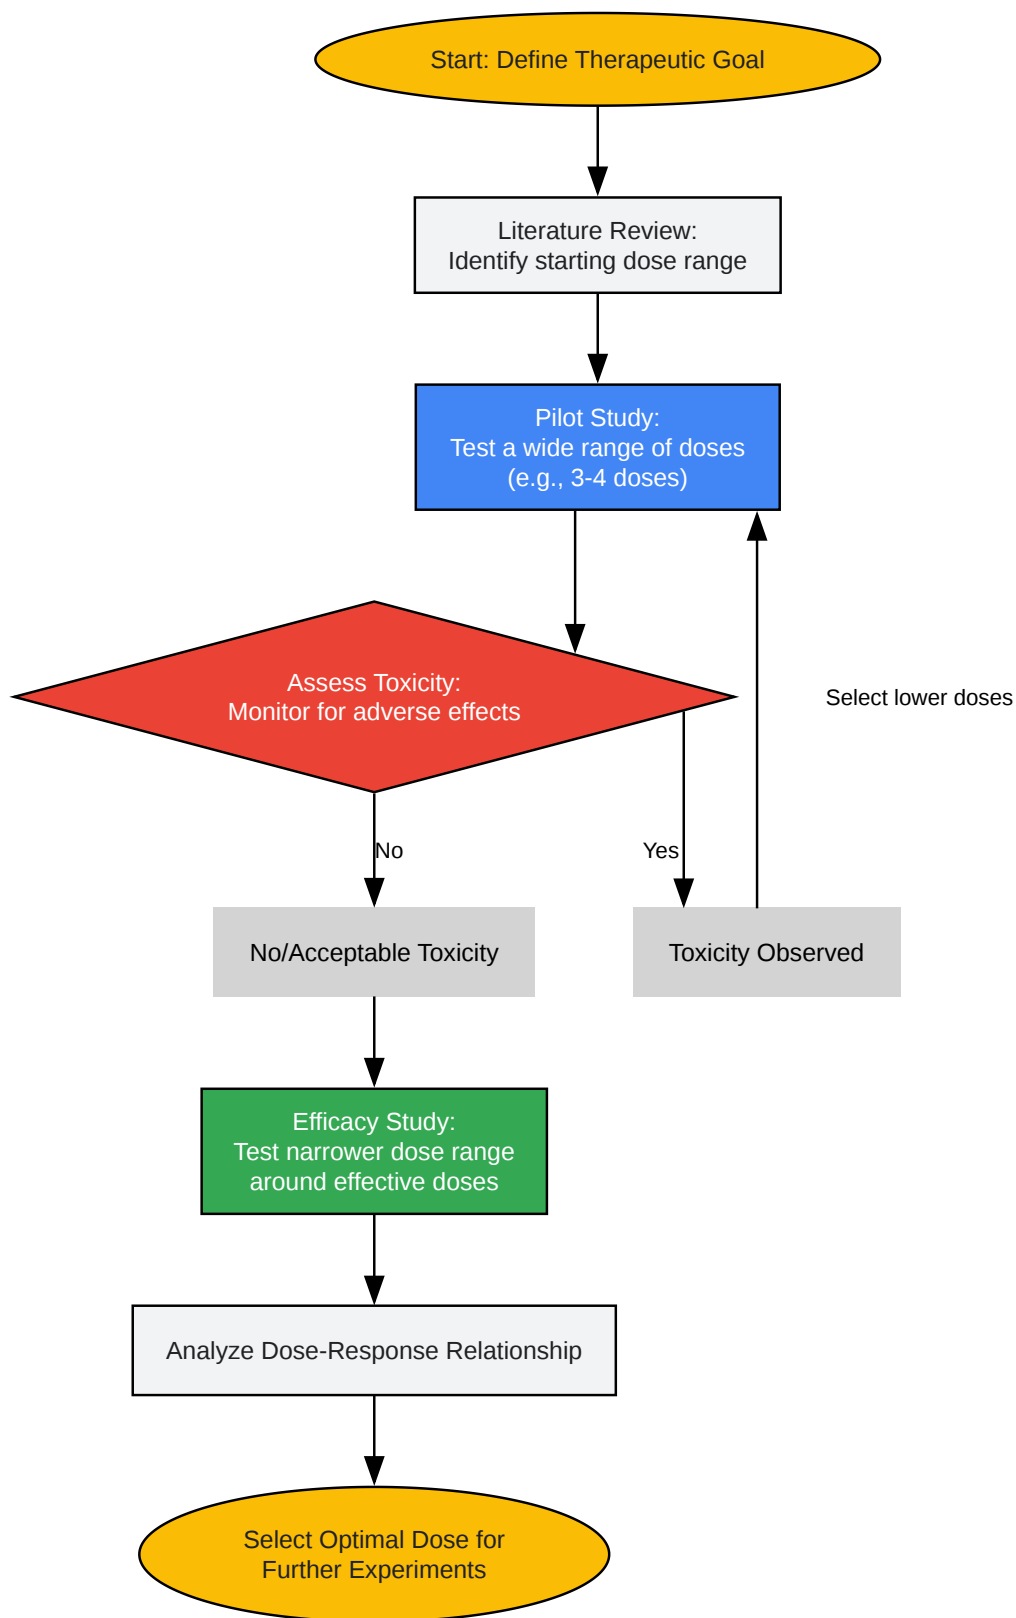 Start: Define Therapeutic Goal
Literature Review:
Identify starting dose range
Pilot Study:
Test a wide range of doses
(e.g., 3-4 doses)
Assess Toxicity:
Monitor for adverse effects
Select lower doses
No
Yes
No/Acceptable Toxicity
Toxicity Observed
Efficacy Study:
Test narrower dose range
around effective doses
Analyze Dose-Response Relationship
Select Optimal Dose for
Further Experiments